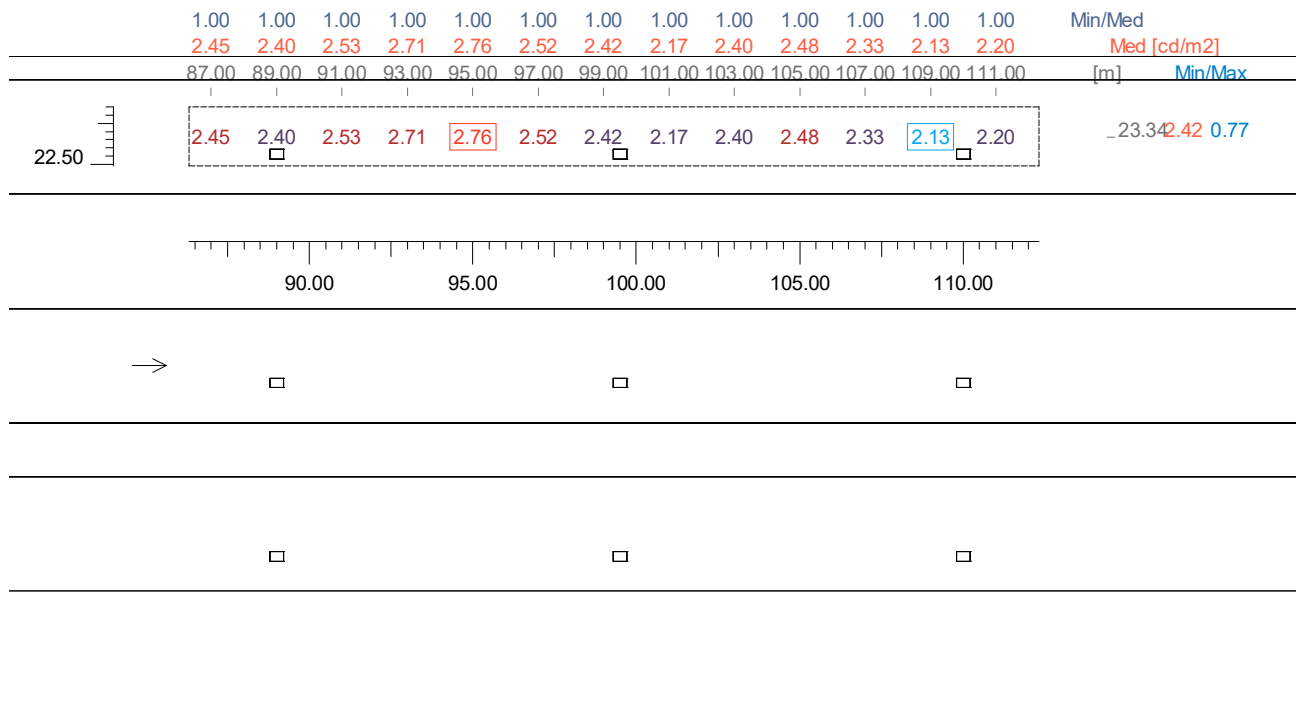 1.00 1.00 1.00 1.00 1.00 1.00 1.00 1.00 1.00 1.00 1.00 1.00 1.00 Min/Med
2.45 2.40 2.53 2.71 2.76 2.52 2.42 2.17 2.40 2.48 2.33 2.13 2.20 Med [cd/m2]
87.00 89.00 91.00 93.00 95.00 97.00 99.00 101.00 103.00 105.00 107.00 109.00 111.00 [m] Min/Max
2.45 2.40 2.53 2.71 2.76 2.52 2.42 2.17 2.40 2.48 2.33 2.13 2.20 23.34 2.42 0.77
22.50
90.00 95.00 100.00 105.00 110.00